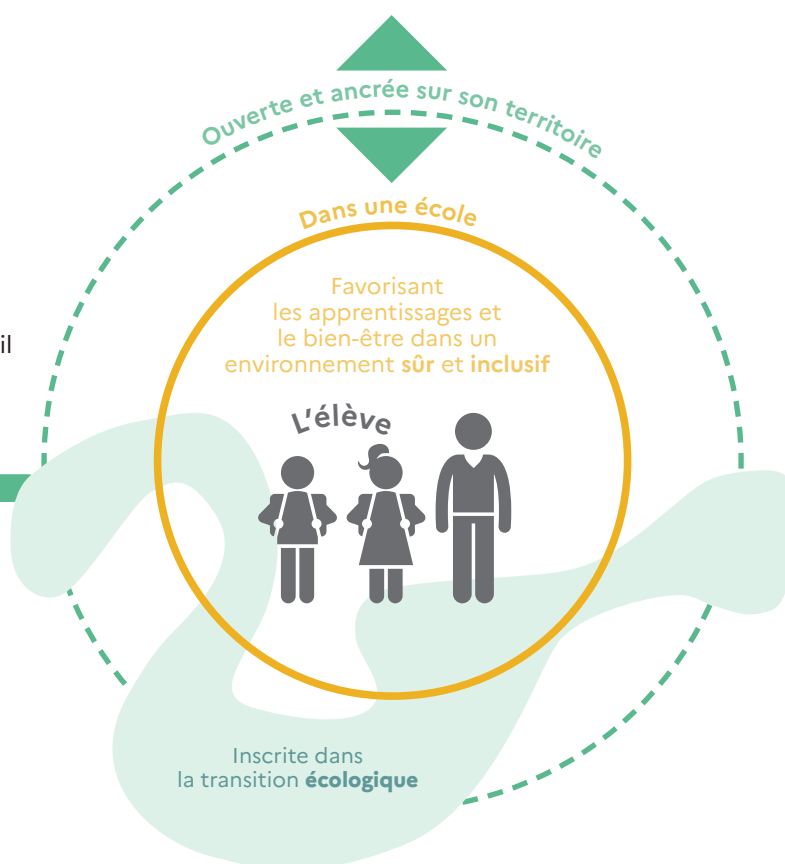 Ouverte et ancrée sur son territoire
Dans une école
Favorisant
les apprentissages et
le bien-être dans un
environnement sûr et inclusif
il
L'élève
Inscrite dans
la transition écologique